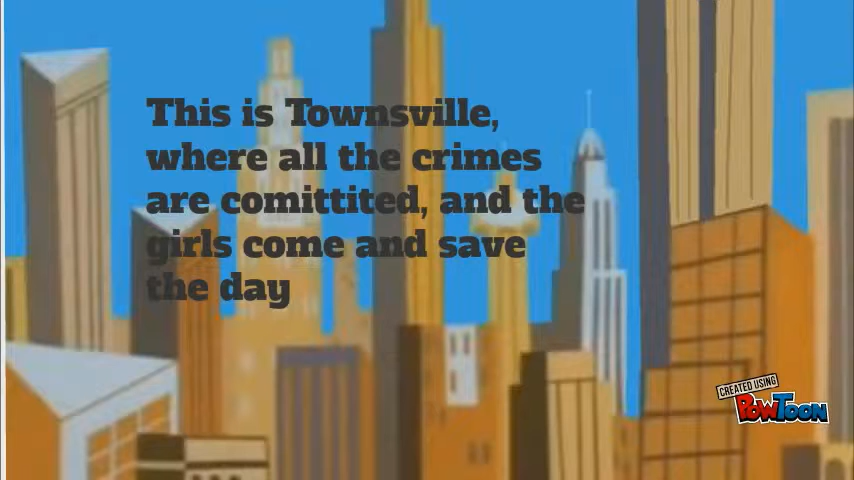 This is Townsville,
where all the crimes
are comittited, and the
girls come and save
the day
CREATED USING
POWTOON